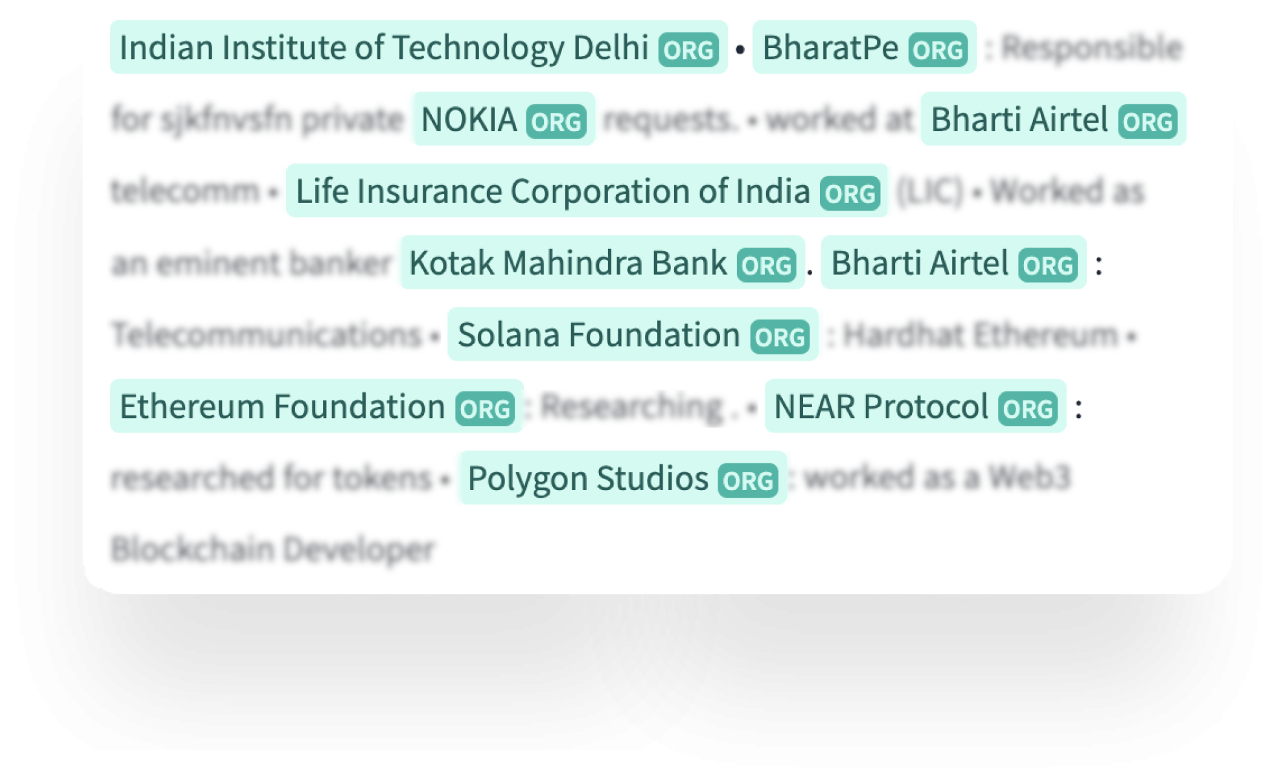 Indian Institute of Technology Delhi ORG • BharatPe ORG : Responsible
for sjkfnvsfn private NOKIA ORG requests. • worked at Bharti Airtel ORG
telecomm • Life Insurance Corporation of India ORG (LIC) • Worked as
an eminent banker Kotak Mahindra Bank ORG . Bharti Airtel ORG :
Telecommunications • Solana Foundation ORG : Hardhat Ethereum •
Ethereum Foundation ORG : Researching . • NEAR Protocol ORG :
researched for tokens • Polygon Studios ORG : worked as a Web3
Blockchain Developer